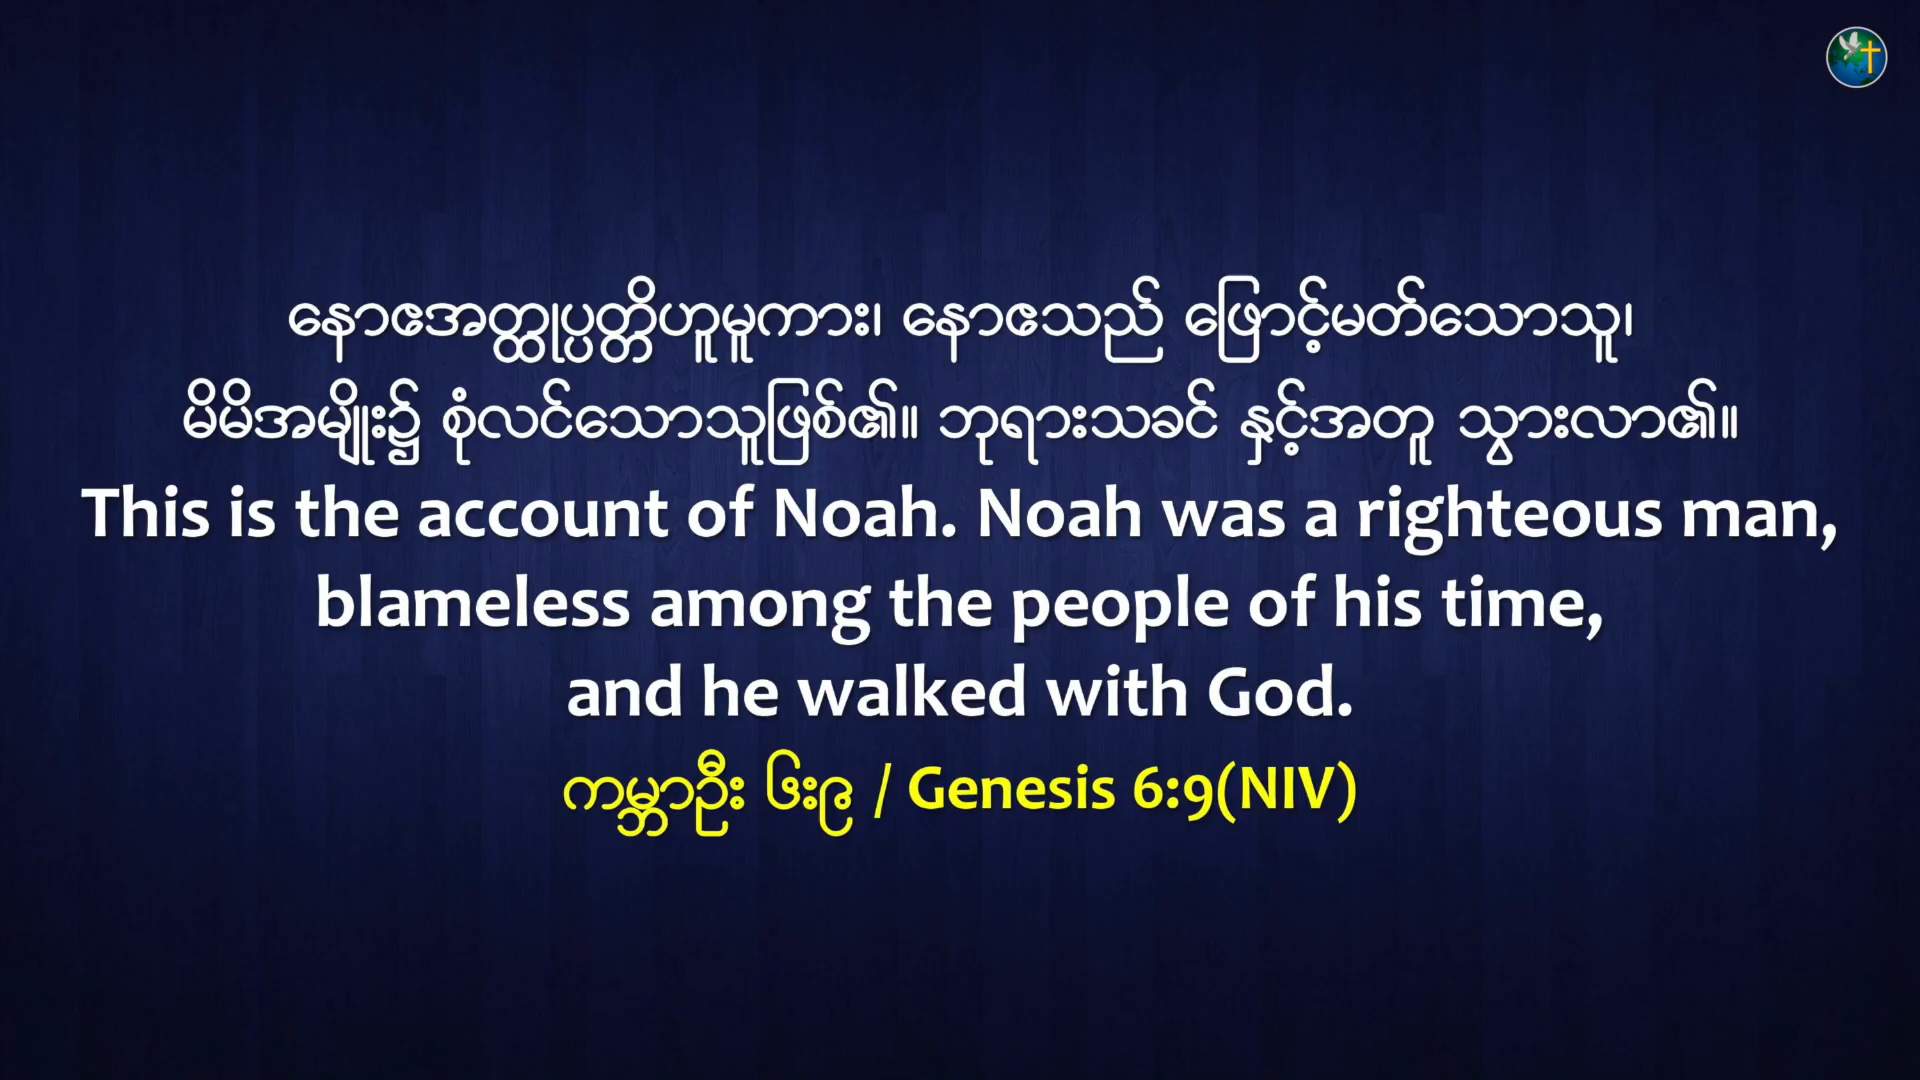 နောဧအတ္ထုပ္ပတ္တိဟူမူကား၊ နောဧသည် ဖြောင့်မတ်သောသူ၊
မိမိအမျိုး၌ စုံလင်သောသူဖြစ်၏။ ဘုရားသခင် နှင့်အတူ သွားလာ၏။
This is the account of Noah. Noah was a righteous man,
blameless among the people of his time,
and he walked with God.
ကမ္ဘာဦး ၆း၉ / Genesis 6:9(NIV)